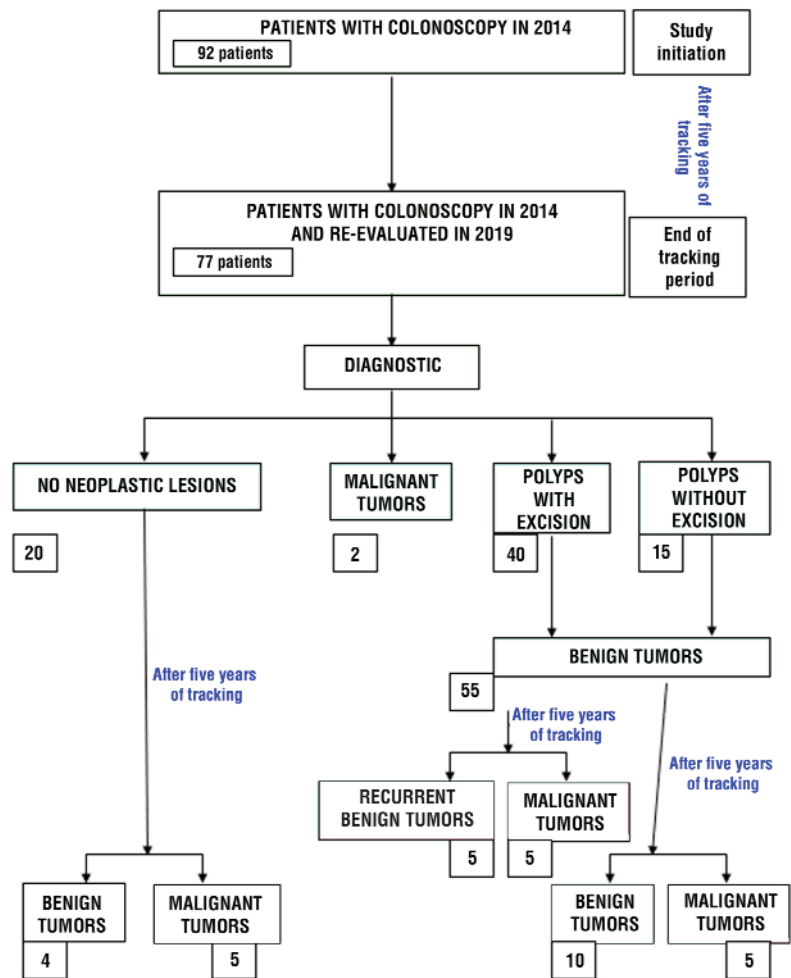 PATIENTS WITH COLONOSCOPY IN 2014
92 patients
Study
initiation
After five years of
tracking
PATIENTS WITH COLONOSCOPY IN 2014
AND RE-EVALUATED IN 2019
77 patients
End of
tracking
period
DIAGNOSTIC
NO NEOPLASTIC LESIONS
20
MALIGNANT
TUMORS
2
POLYPS
WITH
EXCISION
40
POLYPS
WITHOUT
EXCISION
15
BENIGN TUMORS
55
After five years
of tracking
After five years
of tracking
After five years
of tracking
RECURRENT
BENIGN TUMORS
5
MALIGNANT
TUMORS
5
BENIGN
TUMORS
4
MALIGNANT
TUMORS
5
BENIGN
TUMORS
10
MALIGNANT
TUMORS
5